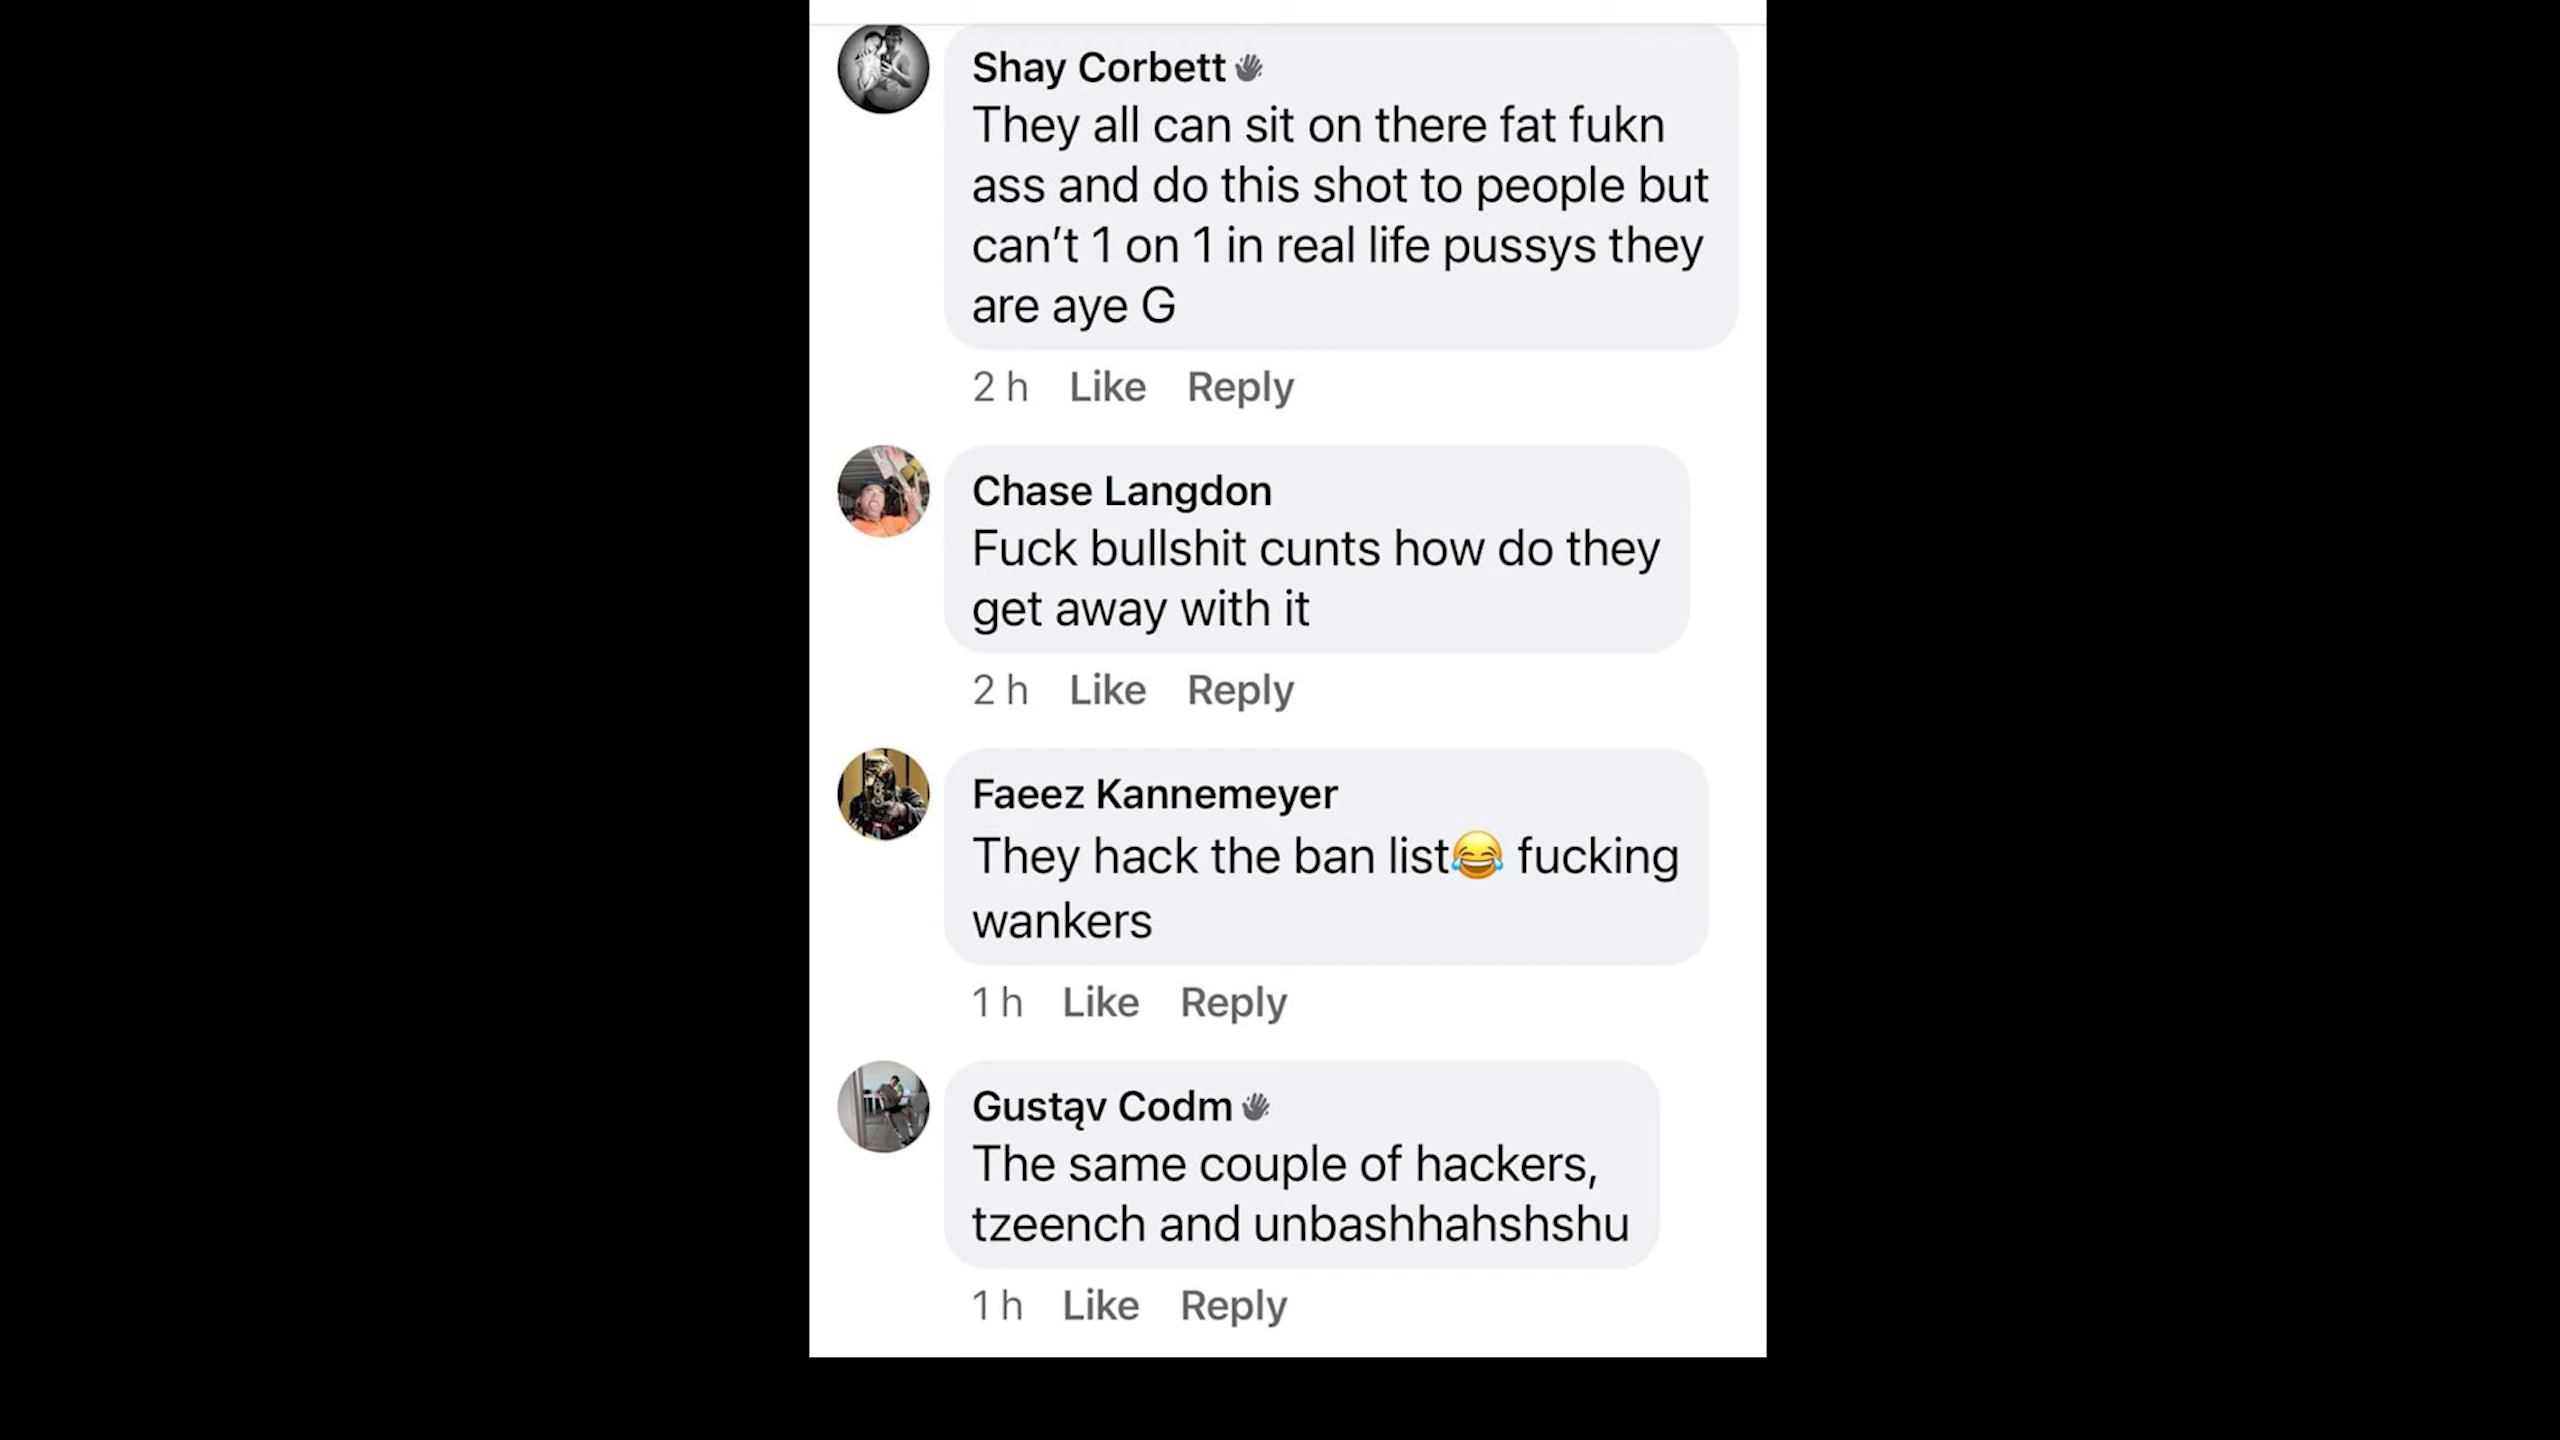 Shay Corbett
They all can sit on there fat fukn
ass and do this shot to people but
can't 1 on 1 in real life pussys they
are aye G
2 h Like Reply
Chase Langdon
Fuck bullshit cunts how do they
get away with it
2 h Like Reply
Faeez Kannemeyer
They hack the ban list😂 fucking
wankers
1 h Like Reply
Gustąv Codm
The same couple of hackers,
tzeench and unbashhahshshu
1 h Like Reply